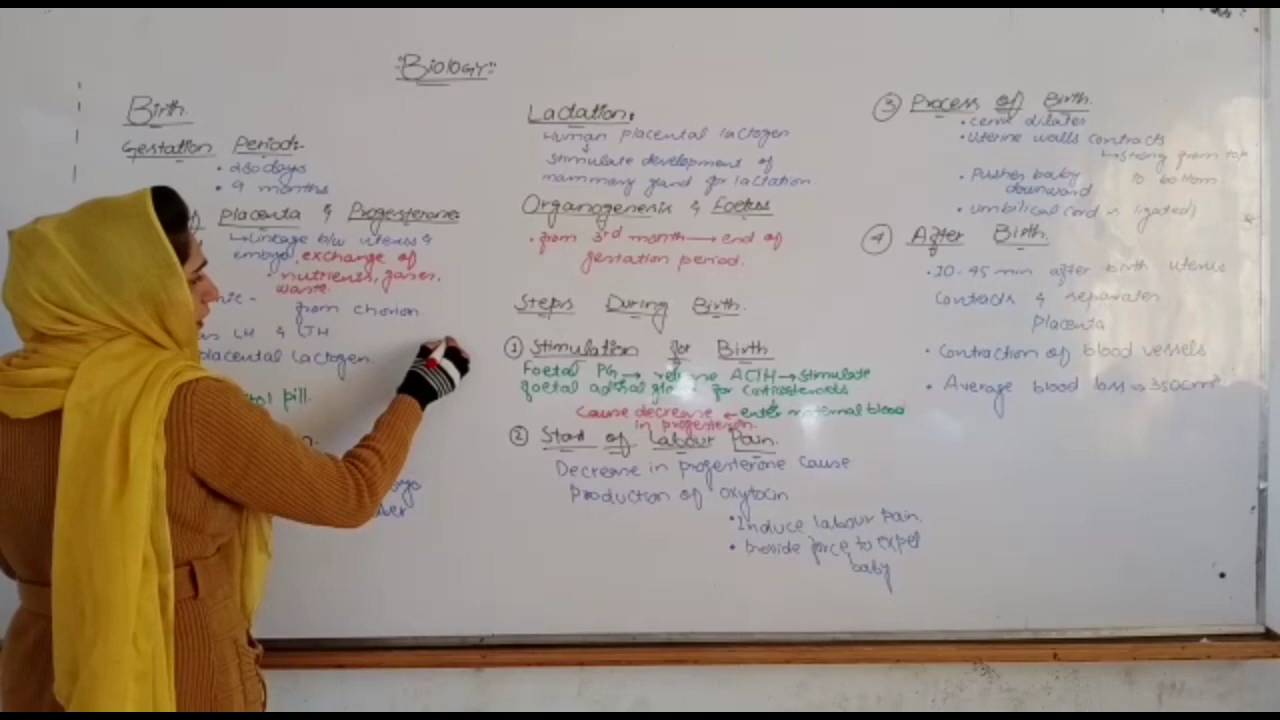 "BIOLOGY"
Birth.
Gestation Period:-
• 280 days
• 9 months
Placenta & Progesterone:
↳ Linkage b/w uterus &
embryo, exchange of
nutrients, gases,
waste.
from chorion.
LH & LTH
placental lactogen.
pill.
Lactation:
Human placental lactogen
↓
stimulate development of
mammary gland for lactation.
Organogenesis & Foetus
• from 3rd month → end of
gestation period.
Steps During Birth.
① Stimulation for Birth
Foetal PG → release ACTH → stimulate
foetal adrenal gland for corticosteroids
↓
Cause decrease ← enter maternal blood
in progesteron.
② Start of Labour Pain.
Decrease in progesterone cause
Production of oxytocin
• Induce labour Pain.
• Provide force to expel
baby
③ Process of Birth.
• cervix dilates
• Uterine walls contracts
↳ strong from top
to bottom
• Pushes baby
downward
• umbilical cord is ligated)
④ After Birth.
• 10-45 min after birth uterus
Contracts & separates
Placenta
• Contraction of blood vessels
• Average blood loss → 350cm³